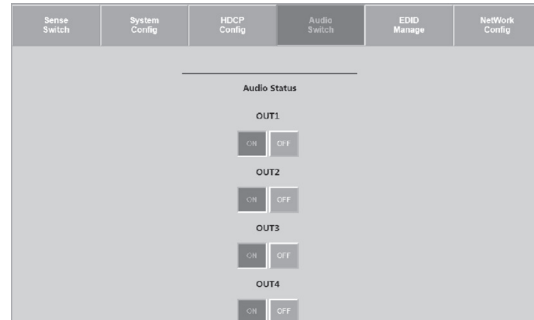 Sense Switch
System Config
HDCP Config
Audio Switch
EDID Manage
NetWork Config
Audio Status
OUT1
ON OFF
OUT2
ON OFF
OUT3
ON OFF
OUT4
ON OFF